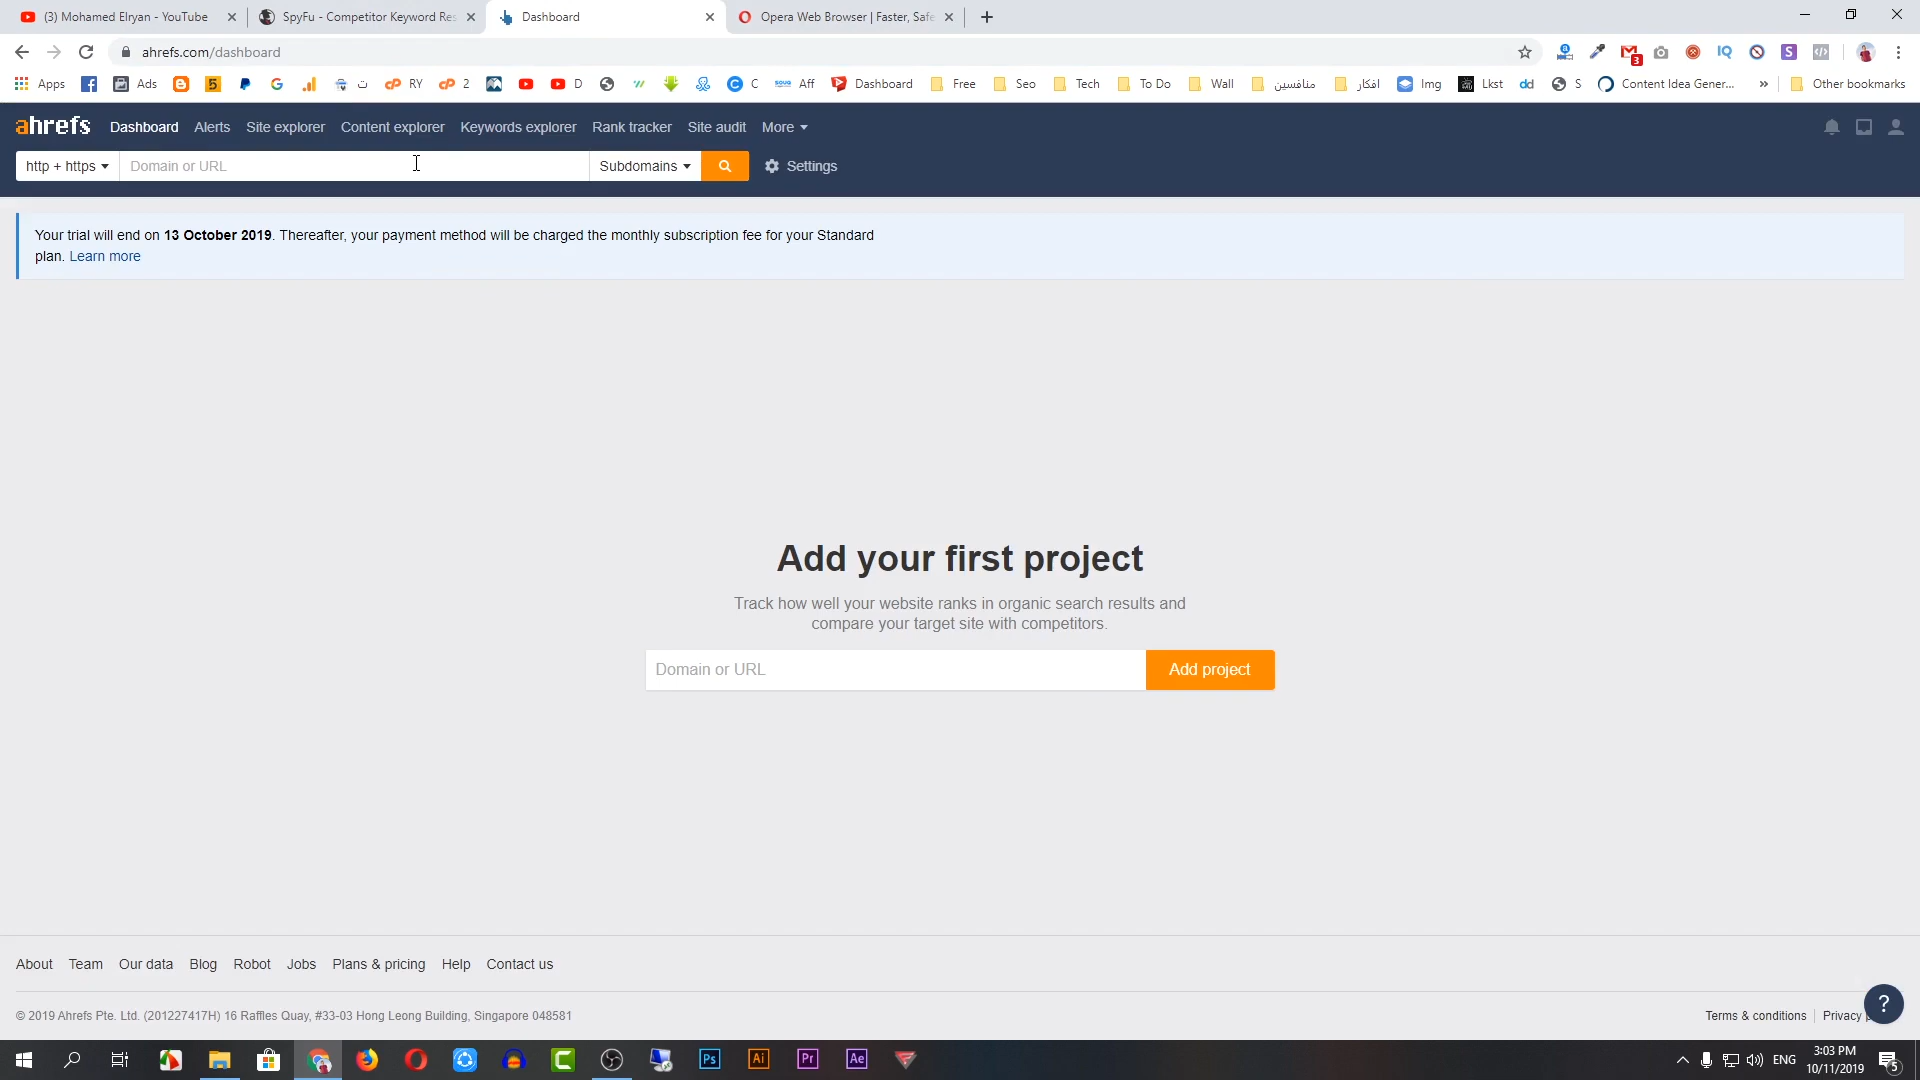 (3) Mohamed Elryan - YouTube
SpyFu - Competitor Keyword Res
Dashboard
Opera Web Browser | Faster, Safe
ahrefs.com/dashboard
Apps
Ads
ت
RY
2
D
C
Aff
Dashboard
Free
Seo
Tech
To Do
Wall
منافسين
افكار
Img
Lkst
dd
S
Content Idea Gener...
»
Other bookmarks
ahrefs
Dashboard
Alerts
Site explorer
Content explorer
Keywords explorer
Rank tracker
Site audit
More
http + https
Domain or URL
Subdomains
Settings
Your trial will end on 13 October 2019. Thereafter, your payment method will be charged the monthly subscription fee for your Standard
plan. Learn more
Add your first project
Track how well your website ranks in organic search results and
compare your target site with competitors.
Domain or URL
Add project
About
Team
Our data
Blog
Robot
Jobs
Plans & pricing
Help
Contact us
© 2019 Ahrefs Pte. Ltd. (201227417H) 16 Raffles Quay, #33-03 Hong Leong Building, Singapore 048581
Terms & conditions
Privacy
?
Ps
Ai
Pr
Ae
ENG
3:03 PM
10/11/2019
5